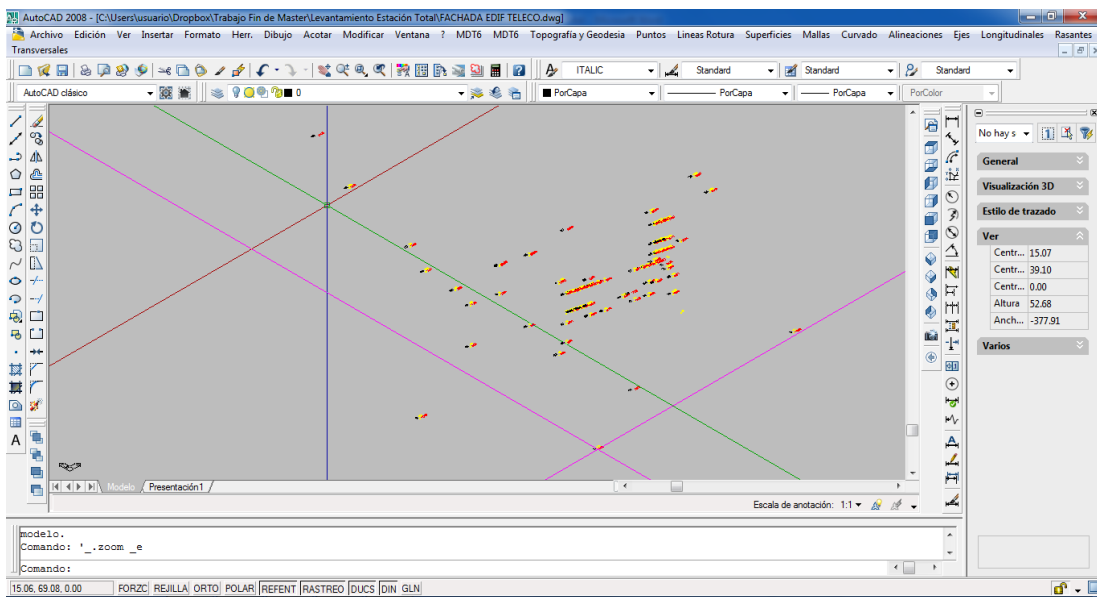 AutoCAD 2008 - [C:\Users\usuario\Dropbox\Trabajo Fin de Master\Levantamiento Estación Total\FACHADA EDIF TELECO.dwg]
Archivo Edición Ver Insertar Formato Herr. Dibujo Acotar Modificar Ventana ? MDT6 MDT6 Topografía y Geodesia Puntos Lineas Rotura Superficies Mallas Curvado Alineaciones Ejes Longitudinales Rasantes
Transversales
ITALIC Standard Standard Standard
AutoCAD clásico 0 PorCapa PorCapa PorCapa PorColor
No hay s
General
Visualización 3D
Estilo de trazado
Ver
Centr... 15.07
Centr... 39.10
Centr... 0.00
Altura 52.68
Anch... -377.91
Varios
A
Modelo Presentación1
Escala de anotación: 1:1
modelo.
Comando: '_.zoom _e
Comando:
15.06, 69.08, 0.00 FORZC REJILLA ORTO POLAR REFENT RASTREO DUCS DIN GLN